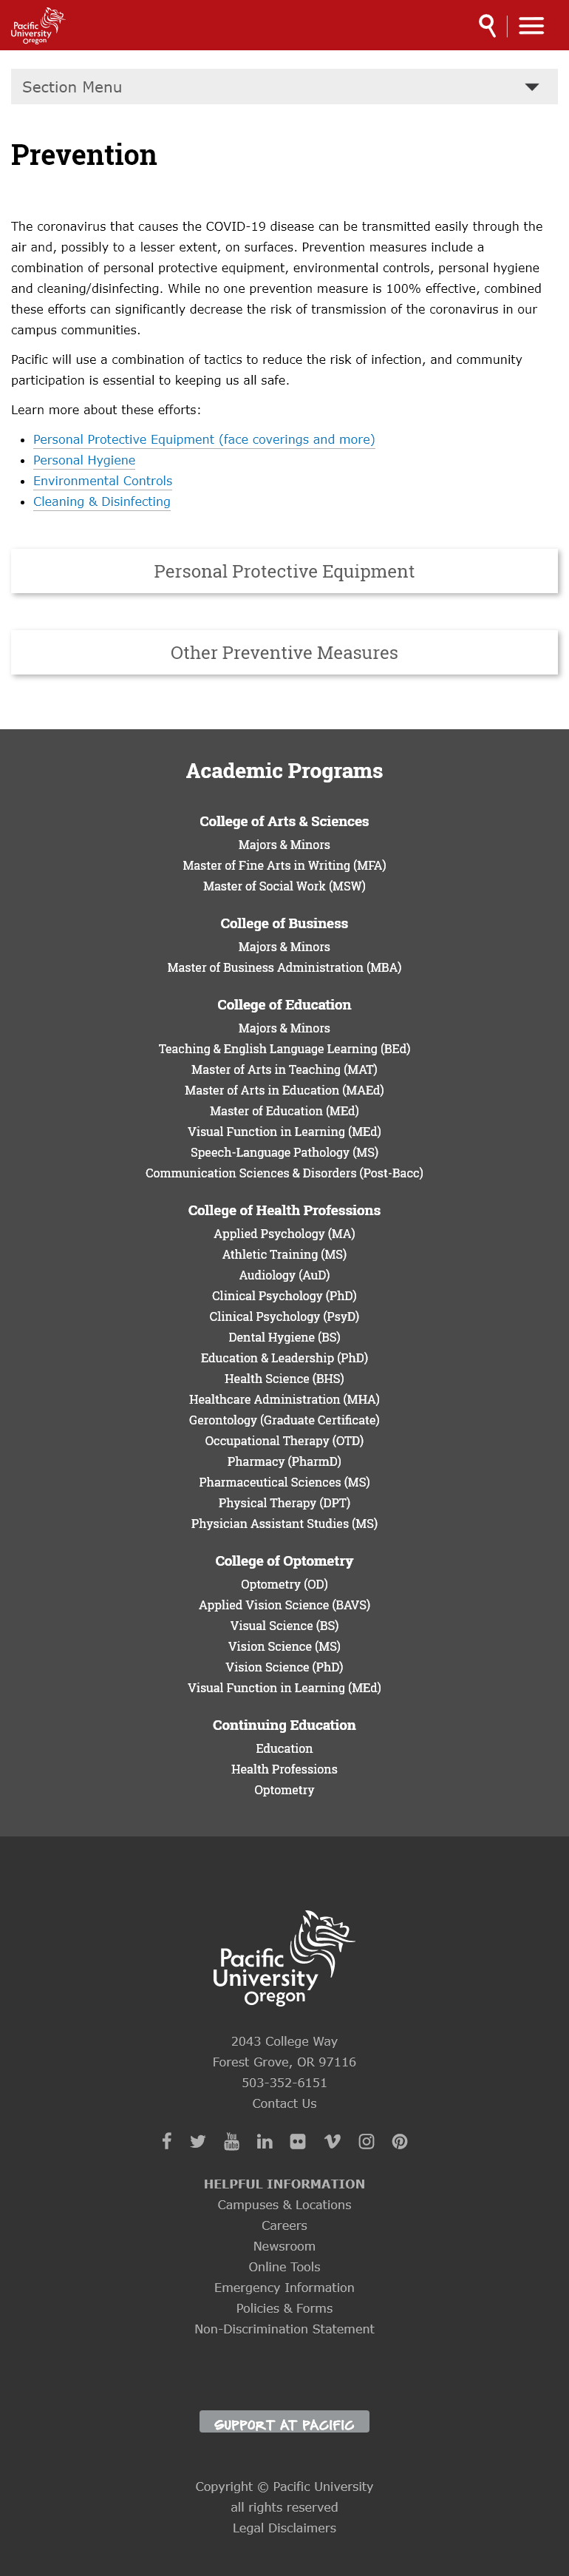 Pacific
University
Oregon
Section Menu
Prevention
The coronavirus that causes the COVID-19 disease can be transmitted easily through the
air and, possibly to a lesser extent, on surfaces. Prevention measures include a
combination of personal protective equipment, environmental controls, personal hygiene
and cleaning/disinfecting. While no one prevention measure is 100% effective, combined
these efforts can significantly decrease the risk of transmission of the coronavirus in our
campus communities.
Pacific will use a combination of tactics to reduce the risk of infection, and community
participation is essential to keeping us all safe.
Learn more about these efforts:
Personal Protective Equipment (face coverings and more)
Personal Hygiene
Environmental Controls
Cleaning & Disinfecting
Personal Protective Equipment
Other Preventive Measures
Academic Programs
College of Arts & Sciences
Majors & Minors
Master of Fine Arts in Writing (MFA)
Master of Social Work (MSW)
College of Business
Majors & Minors
Master of Business Administration (MBA)
College of Education
Majors & Minors
Teaching & English Language Learning (BEd)
Master of Arts in Teaching (MAT)
Master of Arts in Education (MAEd)
Master of Education (MEd)
Visual Function in Learning (MEd)
Speech-Language Pathology (MS)
Communication Sciences & Disorders (Post-Bacc)
College of Health Professions
Applied Psychology (MA)
Athletic Training (MS)
Audiology (AuD)
Clinical Psychology (PhD)
Clinical Psychology (PsyD)
Dental Hygiene (BS)
Education & Leadership (PhD)
Health Science (BHS)
Healthcare Administration (MHA)
Gerontology (Graduate Certificate)
Occupational Therapy (OTD)
Pharmacy (PharmD)
Pharmaceutical Sciences (MS)
Physical Therapy (DPT)
Physician Assistant Studies (MS)
College of Optometry
Optometry (OD)
Applied Vision Science (BAVS)
Visual Science (BS)
Vision Science (MS)
Vision Science (PhD)
Visual Function in Learning (MEd)
Continuing Education
Education
Health Professions
Optometry
Pacific
University
Oregon
2043 College Way
Forest Grove, OR 97116
503-352-6151
Contact Us
You Tube
HELPFUL INFORMATION
Campuses & Locations
Careers
Newsroom
Online Tools
Emergency Information
Policies & Forms
Non-Discrimination Statement
SUPPORT AT PACIFIC
Copyright © Pacific University
all rights reserved
Legal Disclaimers